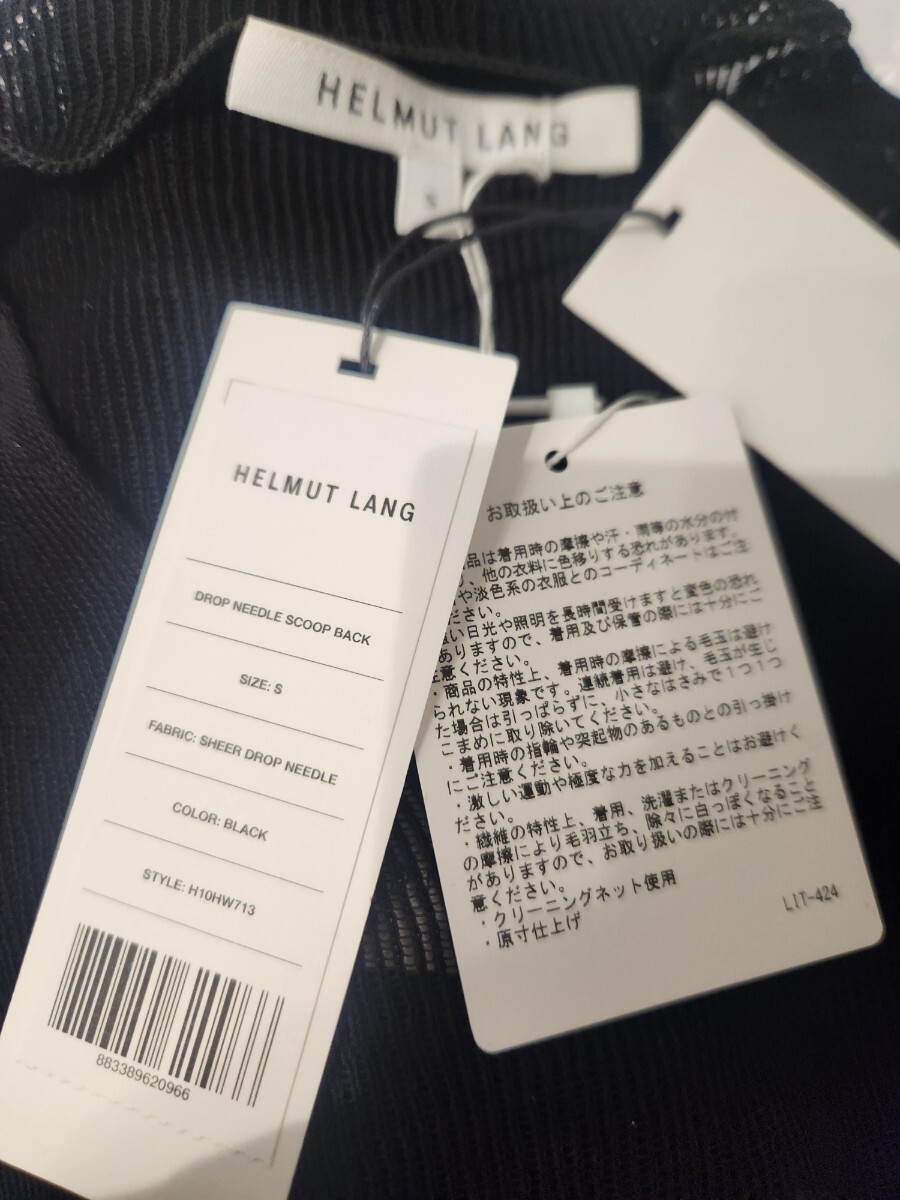 HELMUT LANG
S
HELMUT LANG
DROP NEEDLE SCOOP BACK
SIZE: S
FABRIC: SHEER DROP NEEDLE
COLOR: BLACK
STYLE: H10HW713
883389620966
お取扱い上のご注意
品は着用時の摩擦や汗・雨等の水分の付
、他の衣料に色移りする恐れがあります。
や淡色系の衣服とのコーディネートはご注
ださい。
い日光や照明を長時間受けますと変色の恐れ
ありますので、着用及び保管の際には十分にご
意ください。
・商品の特性上、着用時の摩擦による毛玉は避け
られない現象です。連続着用は避け、毛玉が生じ
た場合は引っぱらずに、小さなはさみで１つ１つ
こまめに取り除いてください。
・着用時の指輪や突起物のあるものとの引っ掛け
にご注意ください。
・激しい運動や極度な力を加えることはお避けく
ださい。
・繊維の特性上、着用、洗濯またはクリーニング
の摩擦により毛羽立ち、除々に白っぽくなること
がありますので、お取り扱いの際には十分にご注
意ください。
・クリーニングネット使用
・原寸仕上げ
LIT-424